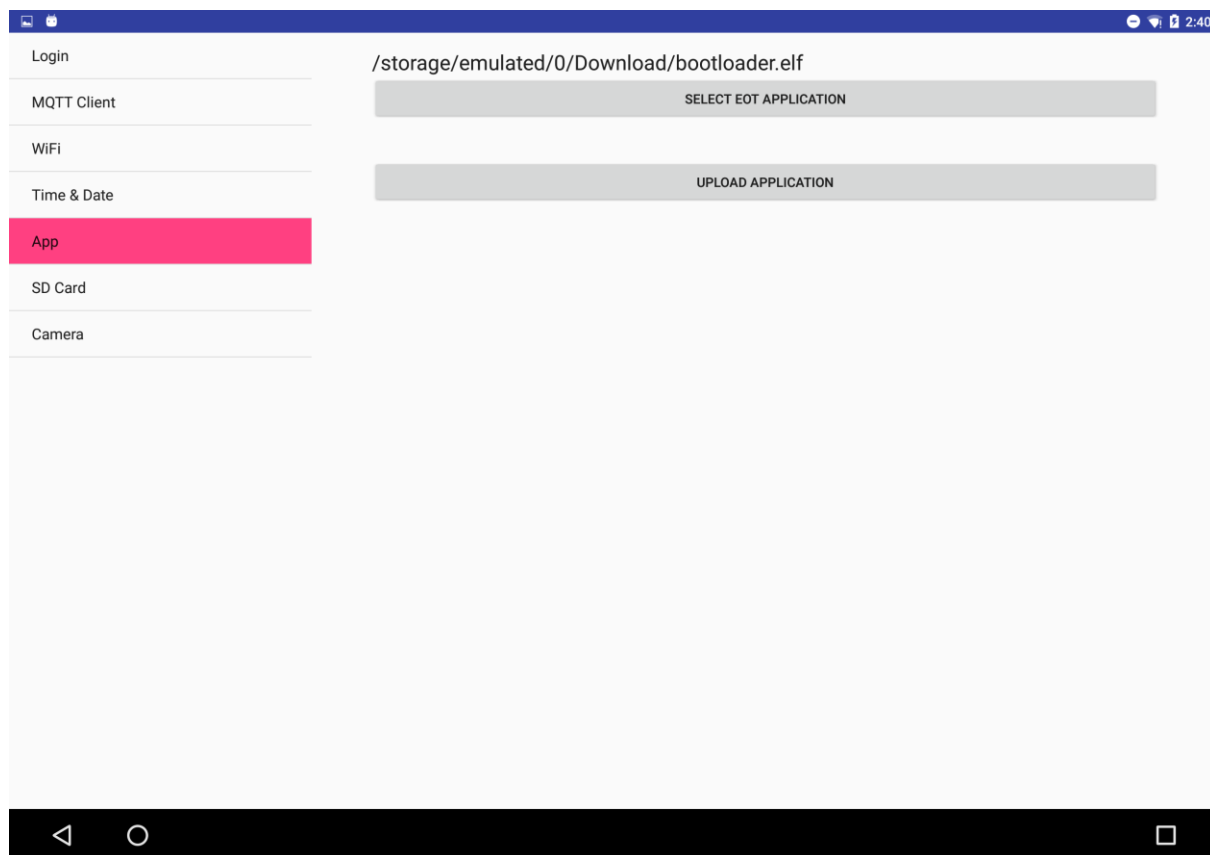 2:40
Login
MQTT Client
WiFi
Time & Date
App
SD Card
Camera
/storage/emulated/0/Download/bootloader.elf
SELECT EOT APPLICATION
UPLOAD APPLICATION